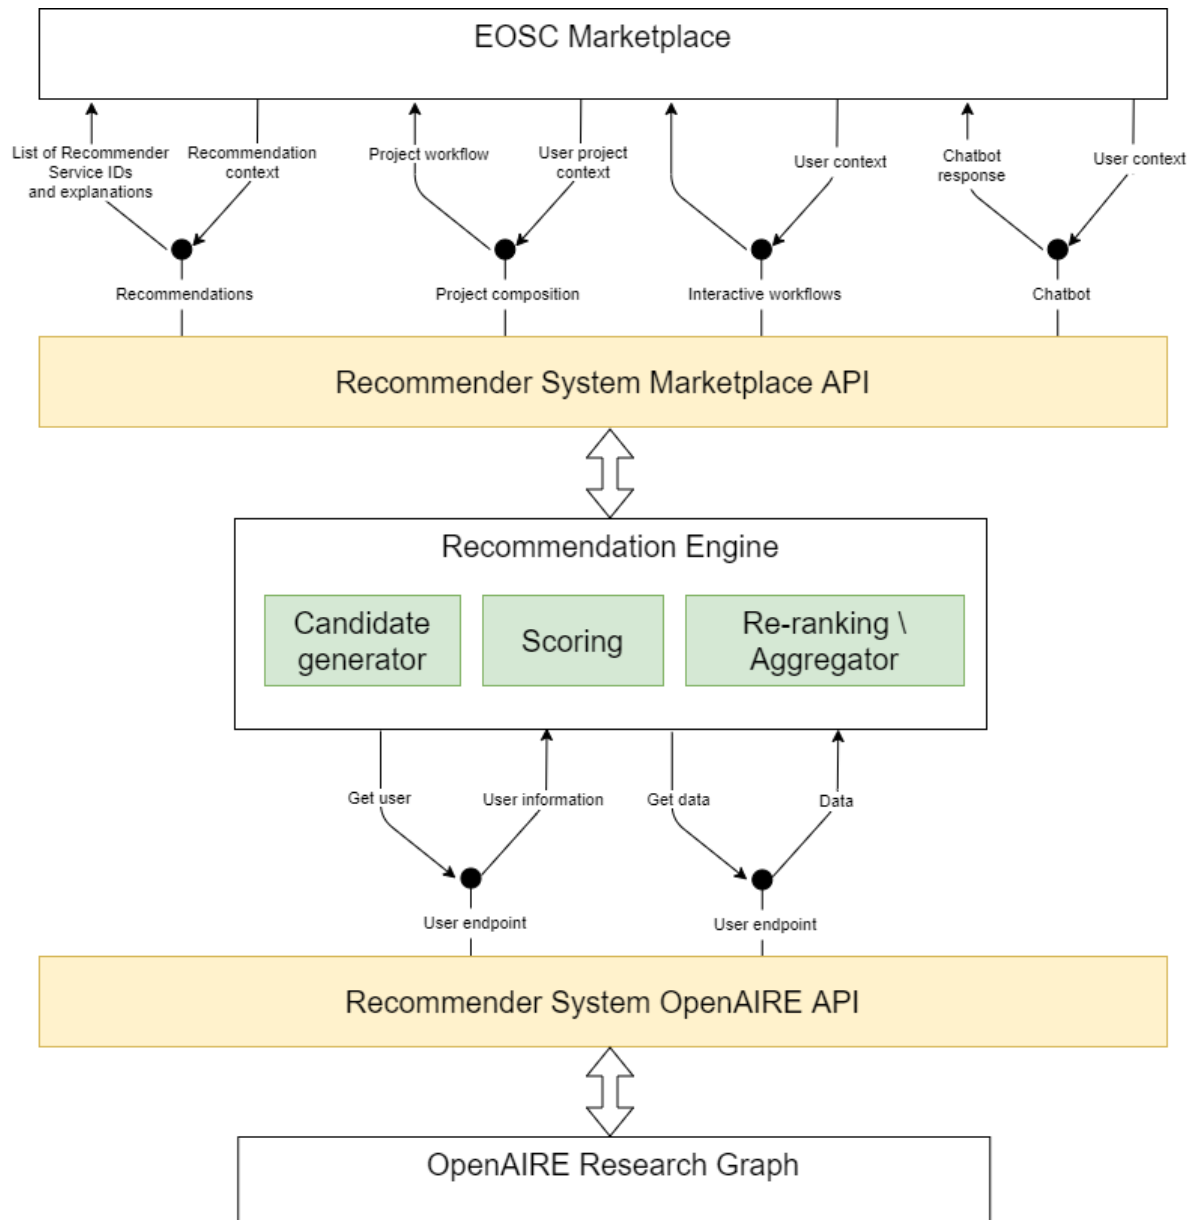 EOSC Marketplace
List of Recommender
Service IDs
and explanations
Recommendation
context
Project workflow
User project
context
User context
Chatbot
response
User context
Recommendations
Project composition
Interactive workflows
Chatbot
Recommender System Marketplace API
Recommendation Engine
Candidate
generator
Scoring
Re-ranking \
Aggregator
Get user
User information
Get data
Data
User endpoint
User endpoint
Recommender System OpenAIRE API
OpenAIRE Research Graph